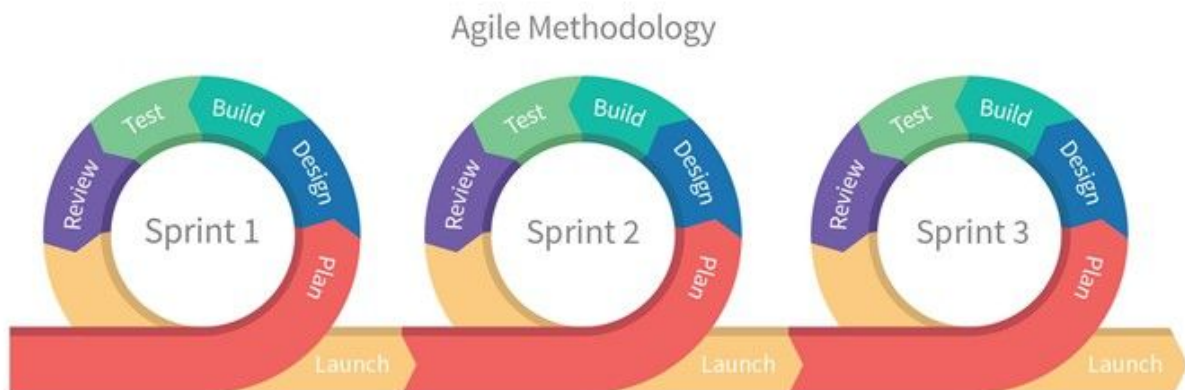 Agile Methodology
Test
Build
Review
Design
Sprint 1
Plan
Launch
Test
Build
Review
Design
Sprint 2
Plan
Launch
Test
Build
Review
Design
Sprint 3
Plan
Launch